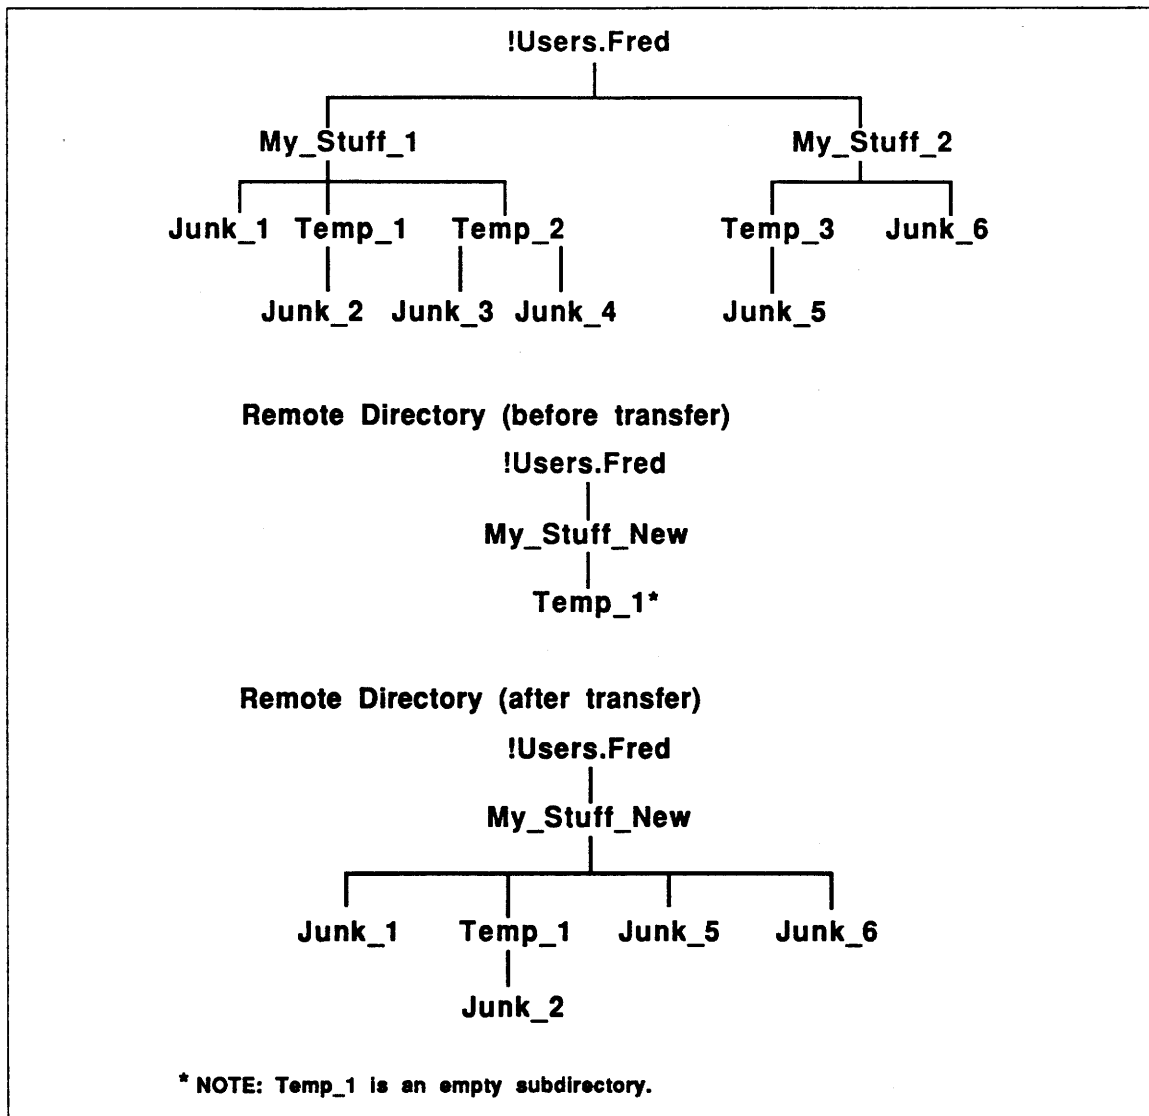 !Users.Fred
My_Stuff_1 My_Stuff_2
Junk_1 Temp_1 Temp_2 Temp_3 Junk_6
Junk_2 Junk_3 Junk_4 Junk_5
Remote Directory (before transfer)
!Users.Fred
My_Stuff_New
Temp_1*
Remote Directory (after transfer)
!Users.Fred
My_Stuff_New
Junk_1 Temp_1 Junk_5 Junk_6
Junk_2
* NOTE: Temp_1 is an empty subdirectory.